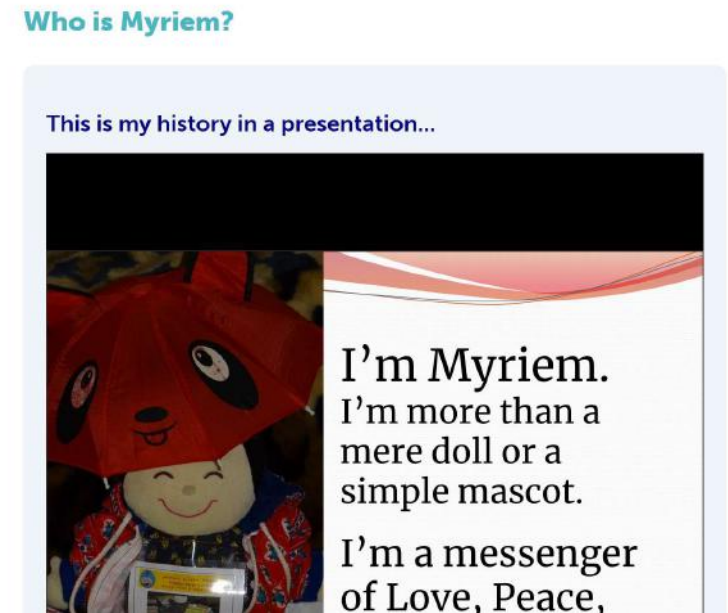 Who is Myriem?
This is my history in a presentation...
I'm Myriem.
I'm more than a
mere doll or a
simple mascot.
I'm a messenger
of Love, Peace,